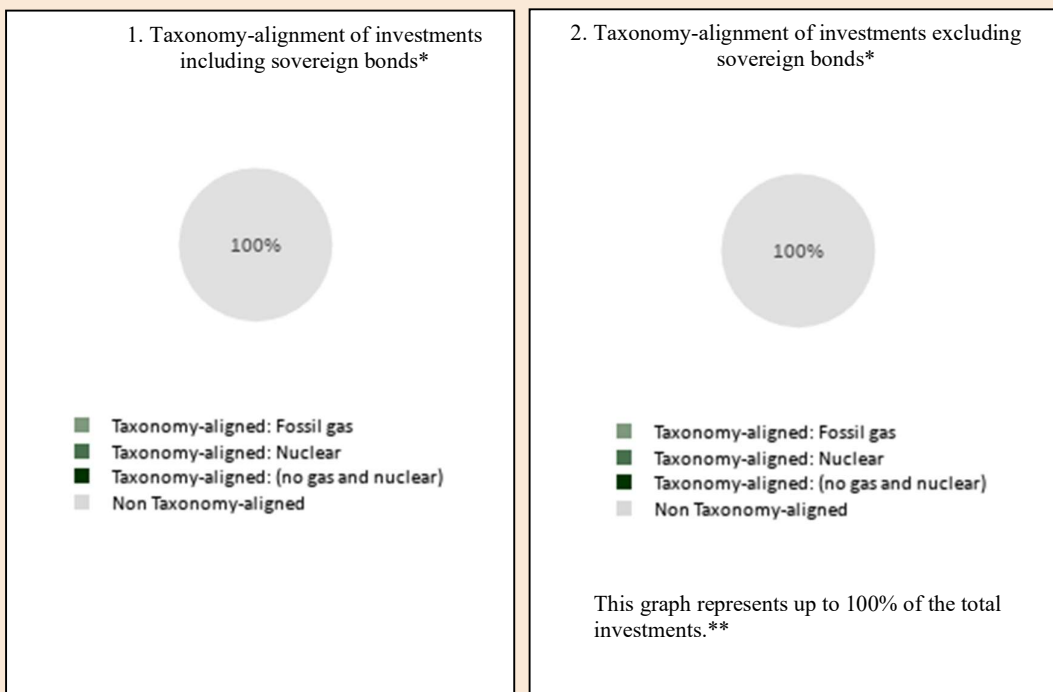 1. Taxonomy-alignment of investments
including sovereign bonds*
100%
Taxonomy-aligned: Fossil gas
Taxonomy-aligned: Nuclear
Taxonomy-aligned: (no gas and nuclear)
Non Taxonomy-aligned
2. Taxonomy-alignment of investments excluding
sovereign bonds*
100%
Taxonomy-aligned: Fossil gas
Taxonomy-aligned: Nuclear
Taxonomy-aligned: (no gas and nuclear)
Non Taxonomy-aligned
This graph represents up to 100% of the total
investments.**